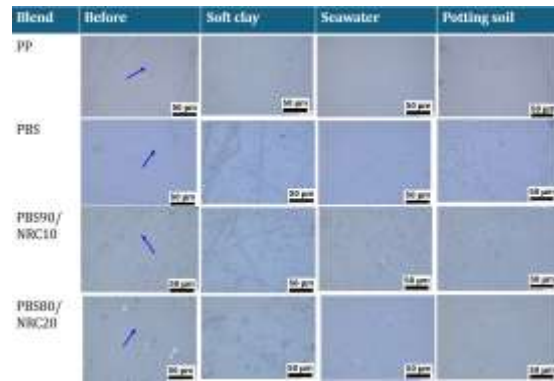 Blend Before Soft clay Seawater Potting soil
PP
50 µm 50 µm 50 µm 50 µm
PBS
50 µm 50 µm 50 µm 50 µm
PBS90/
NRC10
50 µm 50 µm 50 µm 50 µm
PBS80/
NRC20
50 µm 50 µm 50 µm 50 µm